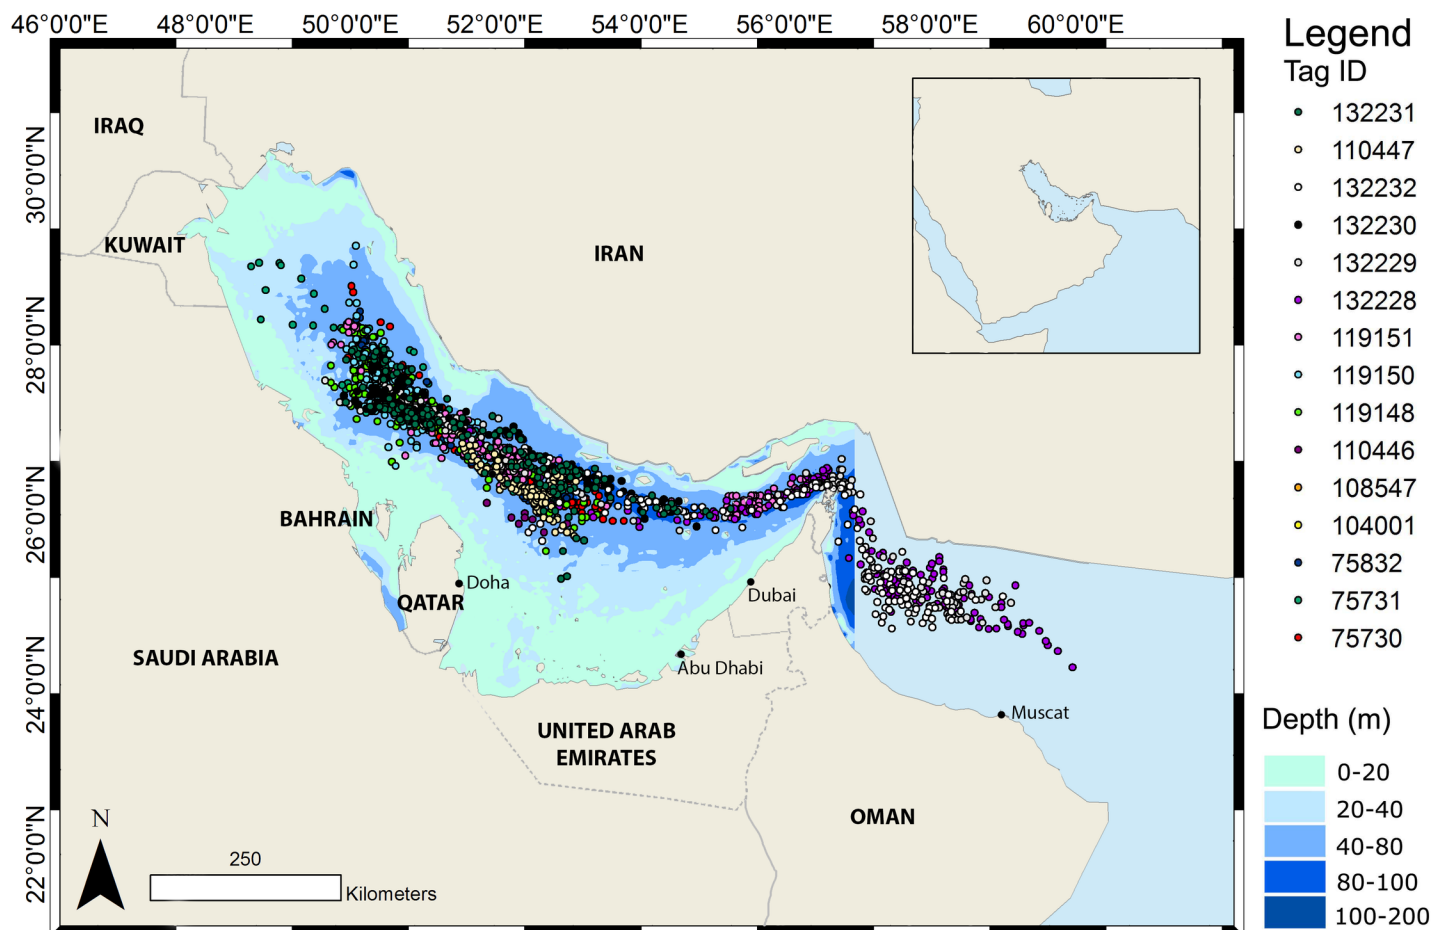 46°0'0"E 48°0'0"E 50°0'0"E 52°0'0"E 54°0'0"E 56°0'0"E 58°0'0"E 60°0'0"E
30°0'0"N
28°0'0"N
26°0'0"N
24°0'0"N
22°0'0"N
IRAQ
KUWAIT
IRAN
BAHRAIN
Doha
QATAR
Dubai
SAUDI ARABIA
Abu Dhabi
Muscat
UNITED ARAB
EMIRATES
OMAN
N
250
Kilometers
Legend
Tag ID
132231
110447
132232
132230
132229
132228
119151
119150
119148
110446
108547
104001
75832
75731
75730
Depth (m)
0-20
20-40
40-80
80-100
100-200